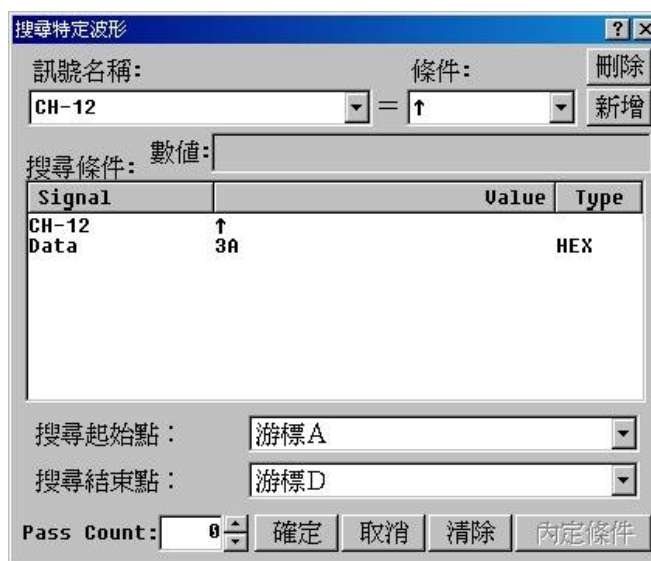 搜尋特定波形
訊號名稱: 條件: 刪除
CH-12 = ↑ 新增
數值:
搜尋條件:
Signal Value Type
CH-12 ↑
Data 3A HEX
搜尋起始點： 游標A
搜尋結束點： 游標D
Pass Count: 0 確定 取消 清除 內定條件